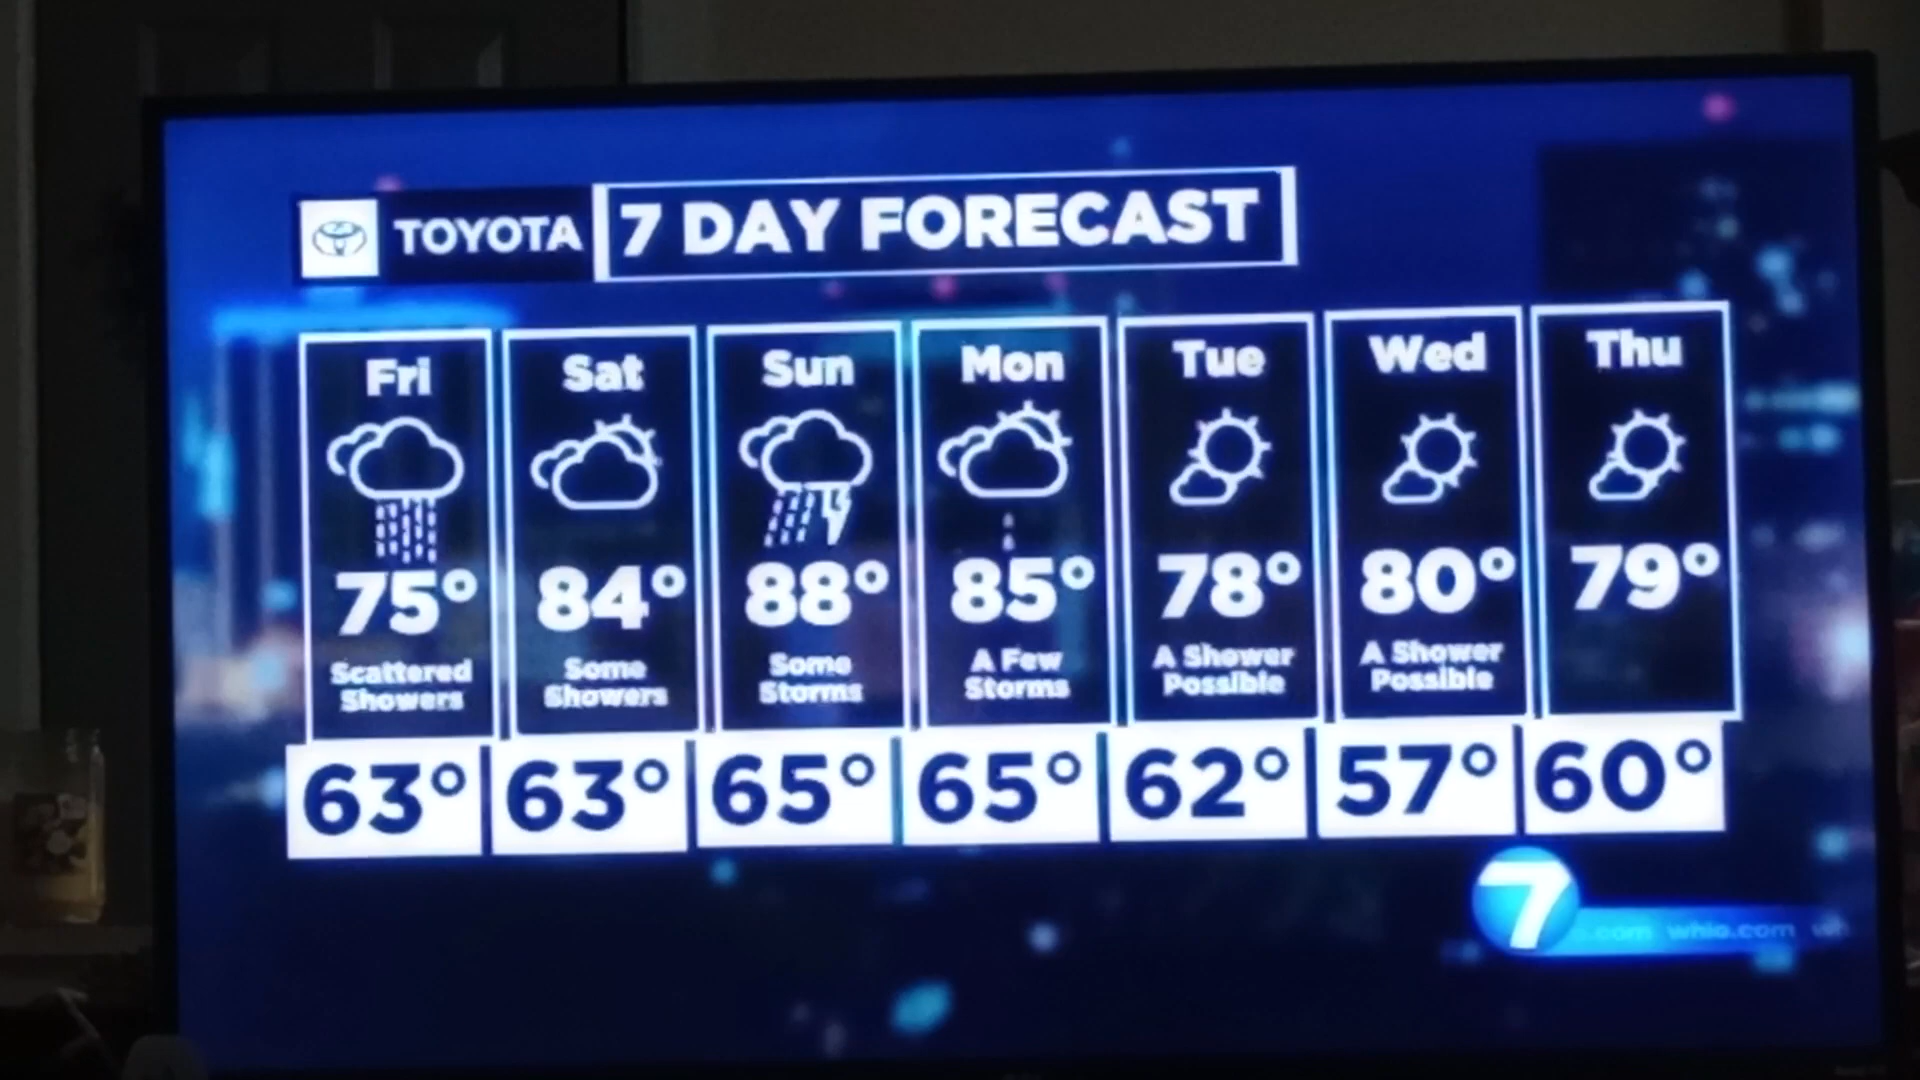 TOYOTA 7 DAY FORECAST
Fri Sat Sun Mon Tue Wed Thu
75° 84° 88° 85° 78° 80° 79°
Scattered Some Some A Few A Shower A Shower
Showers Showers Storms Storms Possible Possible
63° 63° 65° 65° 62° 57° 60°
7
.com whio.com wh